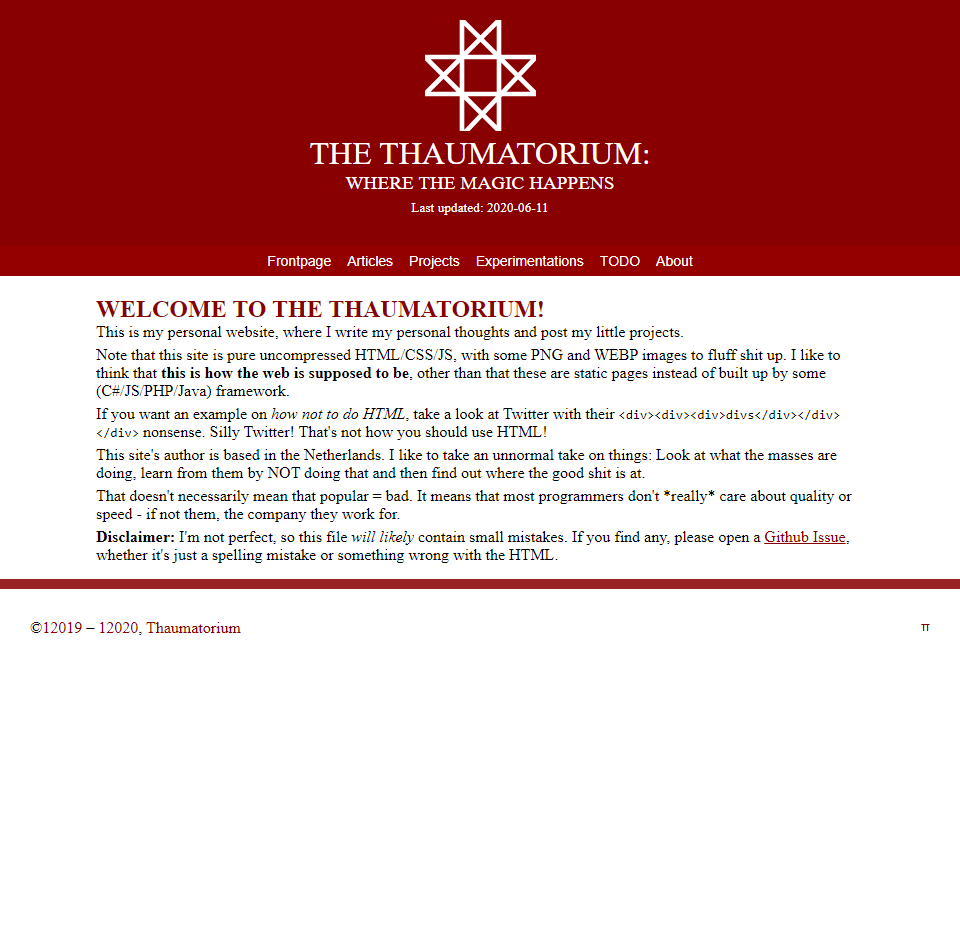 THE THAUMATORIUM:
WHERE THE MAGIC HAPPENS
Last updated: 2020-06-11
Frontpage Articles Projects Experimentations TODO About
WELCOME TO THE THAUMATORIUM!
This is my personal website, where I write my personal thoughts and post my little projects.
Note that this site is pure uncompressed HTML/CSS/JS, with some PNG and WEBP images to fluff shit up. I like to
think that this is how the web is supposed to be, other than that these are static pages instead of built up by some
(C#/JS/PHP/Java) framework.
If you want an example on how not to do HTML, take a look at Twitter with their <div><div><div>divs</div></div>
</div> nonsense. Silly Twitter! That's not how you should use HTML!
This site's author is based in the Netherlands. I like to take an unnormal take on things: Look at what the masses are
doing, learn from them by NOT doing that and then find out where the good shit is at.
That doesn't necessarily mean that popular = bad. It means that most programmers don't *really* care about quality or
speed - if not them, the company they work for.
Disclaimer: I'm not perfect, so this file will likely contain small mistakes. If you find any, please open a Github Issue,
whether it's just a spelling mistake or something wrong with the HTML.
©12019 – 12020, Thaumatorium π